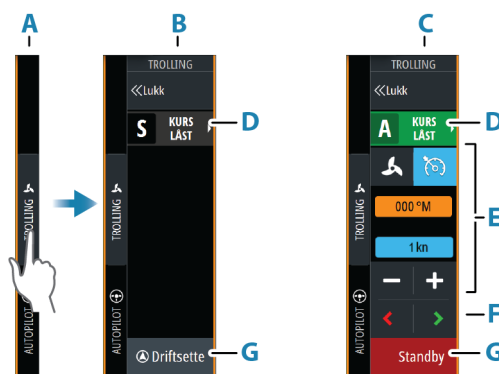 A
B
C
TROLLING
AUTOPILOT
TROLLING
Lukk
S KURS LÅST
TROLLING
AUTOPILOT
Driftsette
D
G
TROLLING
Lukk
A KURS LÅST
TROLLING
AUTOPILOT
000 °M
1 kn
− +
< >
Standby
D
E
F
G